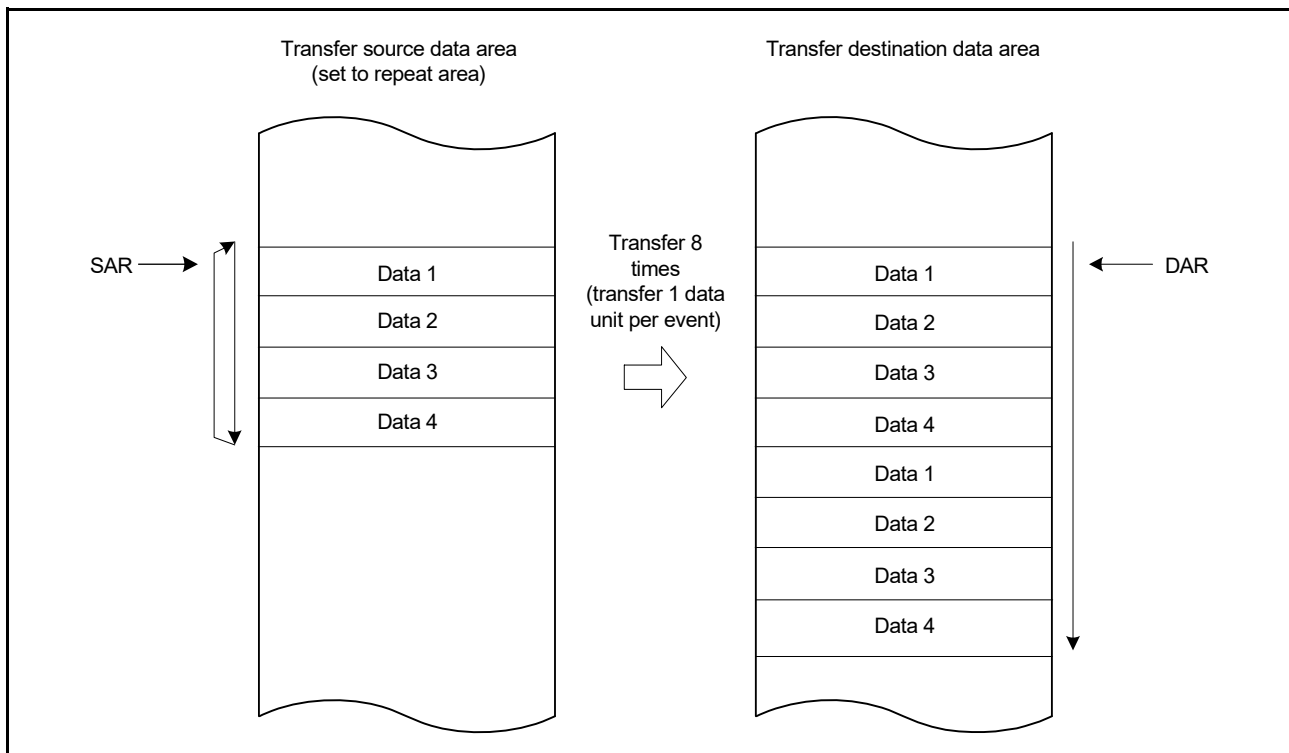 Transfer source data area
(set to repeat area)
Transfer destination data area
SAR
Data 1
Data 2
Data 3
Data 4
Transfer 8
times
(transfer 1 data
unit per event)
Data 1
Data 2
Data 3
Data 4
Data 1
Data 2
Data 3
Data 4
DAR